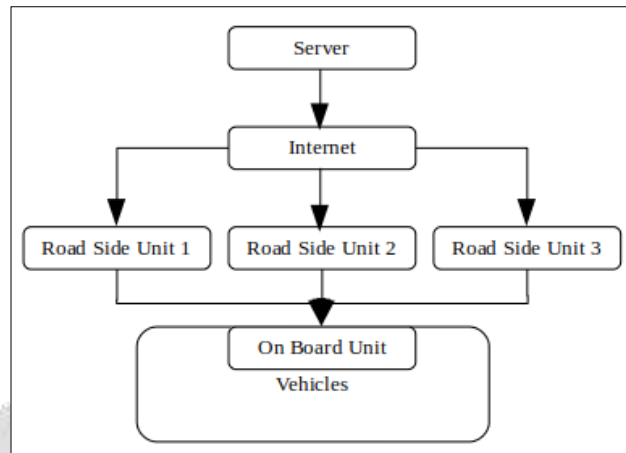 Server
Internet
Road Side Unit 1
Road Side Unit 2
Road Side Unit 3
On Board Unit
Vehicles